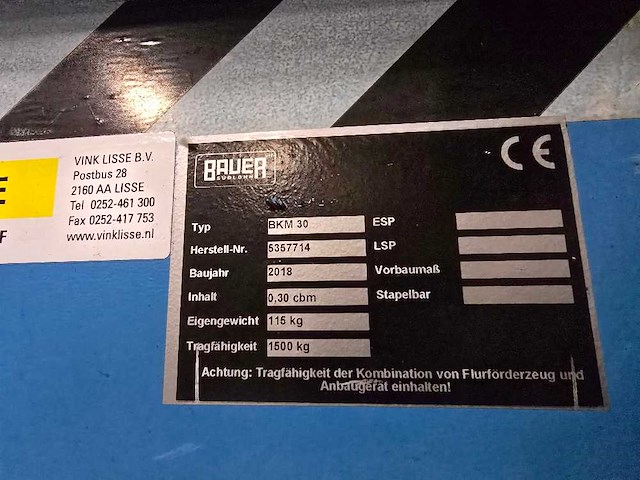 E
F
VINK LISSE B.V.
Postbus 28
2160 AA LISSE
Tel 0252-461 300
Fax 0252-417 753
www.vinklisse.nl
BAUER
SÜDLOHN
CE
Typ BKM 30
Herstell-Nr. 5357714
Baujahr 2018
Inhalt 0,30 cbm
Eigengewicht 115 kg
Tragfähigkeit 1500 kg
ESP
LSP
Vorbaumaß
Stapelbar
Achtung: Tragfähigkeit der Kombination von Flurförderzeug und
Anbaugerät einhalten!